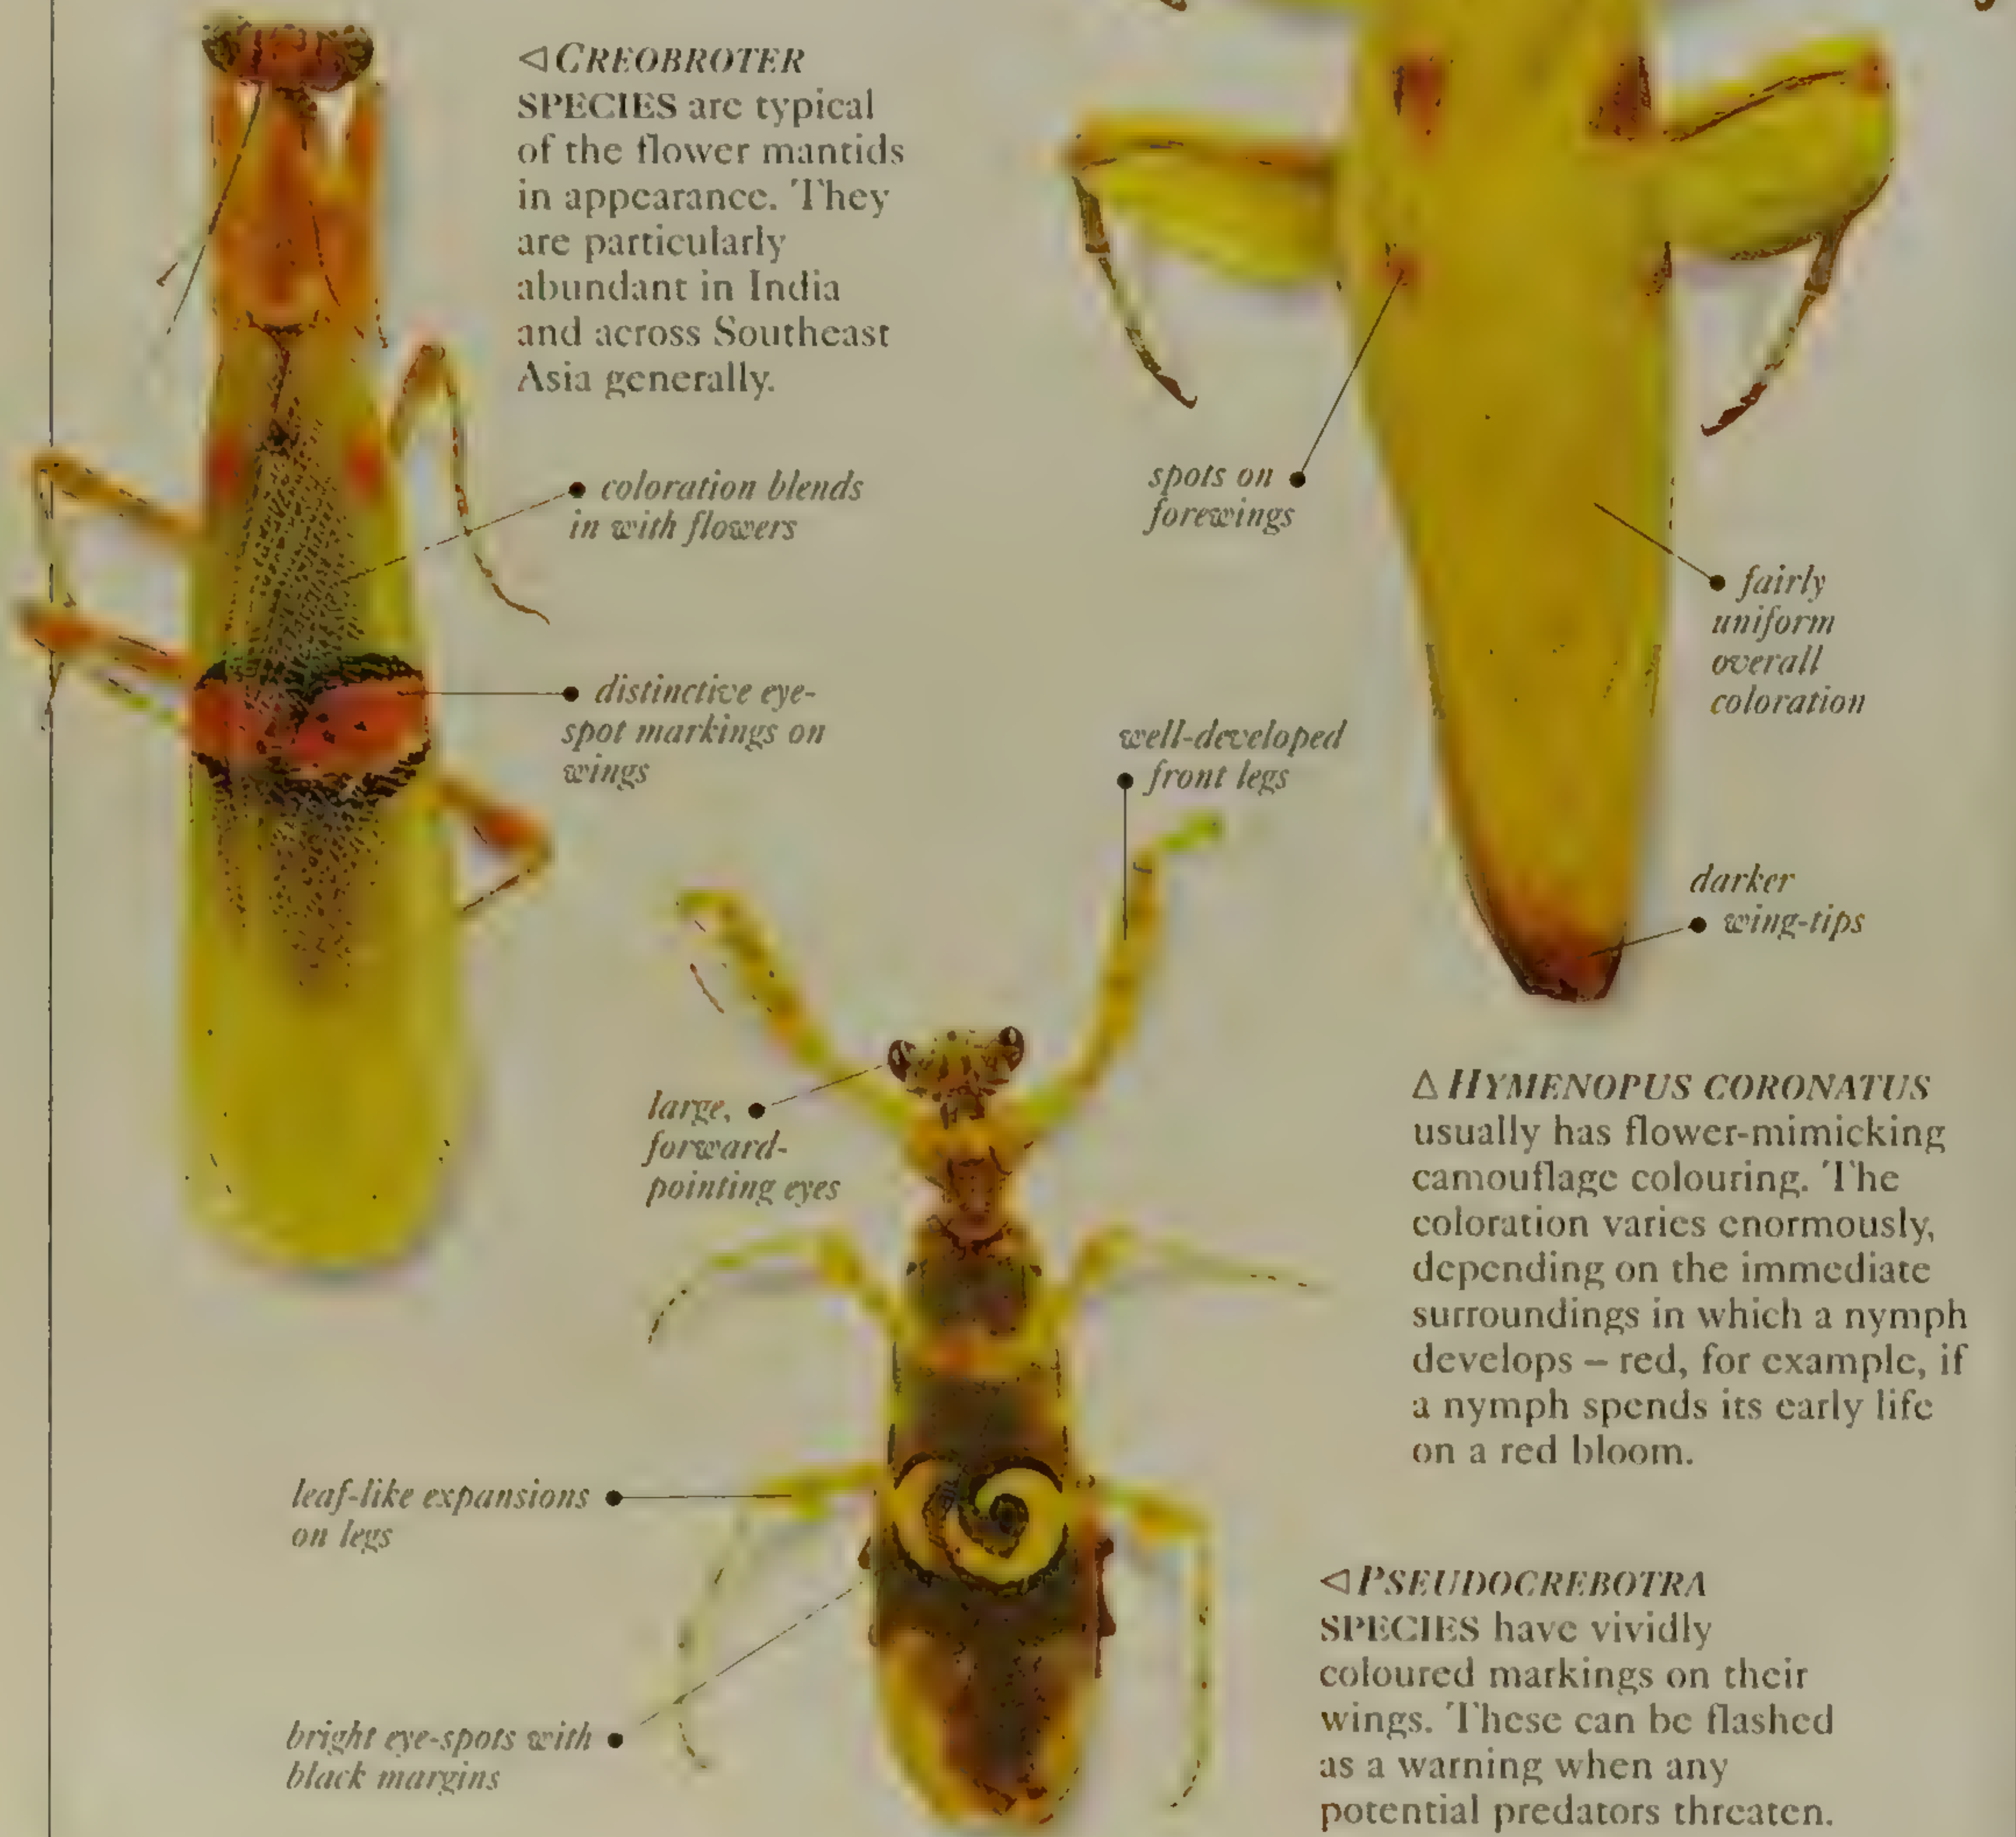 ◁ CREOBROTER
SPECIES are typical
of the flower mantids
in appearance. They
are particularly
abundant in India
and across Southeast
Asia generally.
coloration blends
in with flowers
distinctive eye-
spot markings on
wings
spots on
forewings
fairly
uniform
overall
coloration
well-developed
front legs
darker
wing-tips
large,
forward-
pointing eyes
△ HYMENOPUS CORONATUS
usually has flower-mimicking
camouflage colouring. The
coloration varies enormously,
depending on the immediate
surroundings in which a nymph
develops – red, for example, if
a nymph spends its early life
on a red bloom.
leaf-like expansions
on legs
bright eye-spots with
black margins
◁ PSEUDOCREBOTRA
SPECIES have vividly
coloured markings on their
wings. These can be flashed
as a warning when any
potential predators threaten.